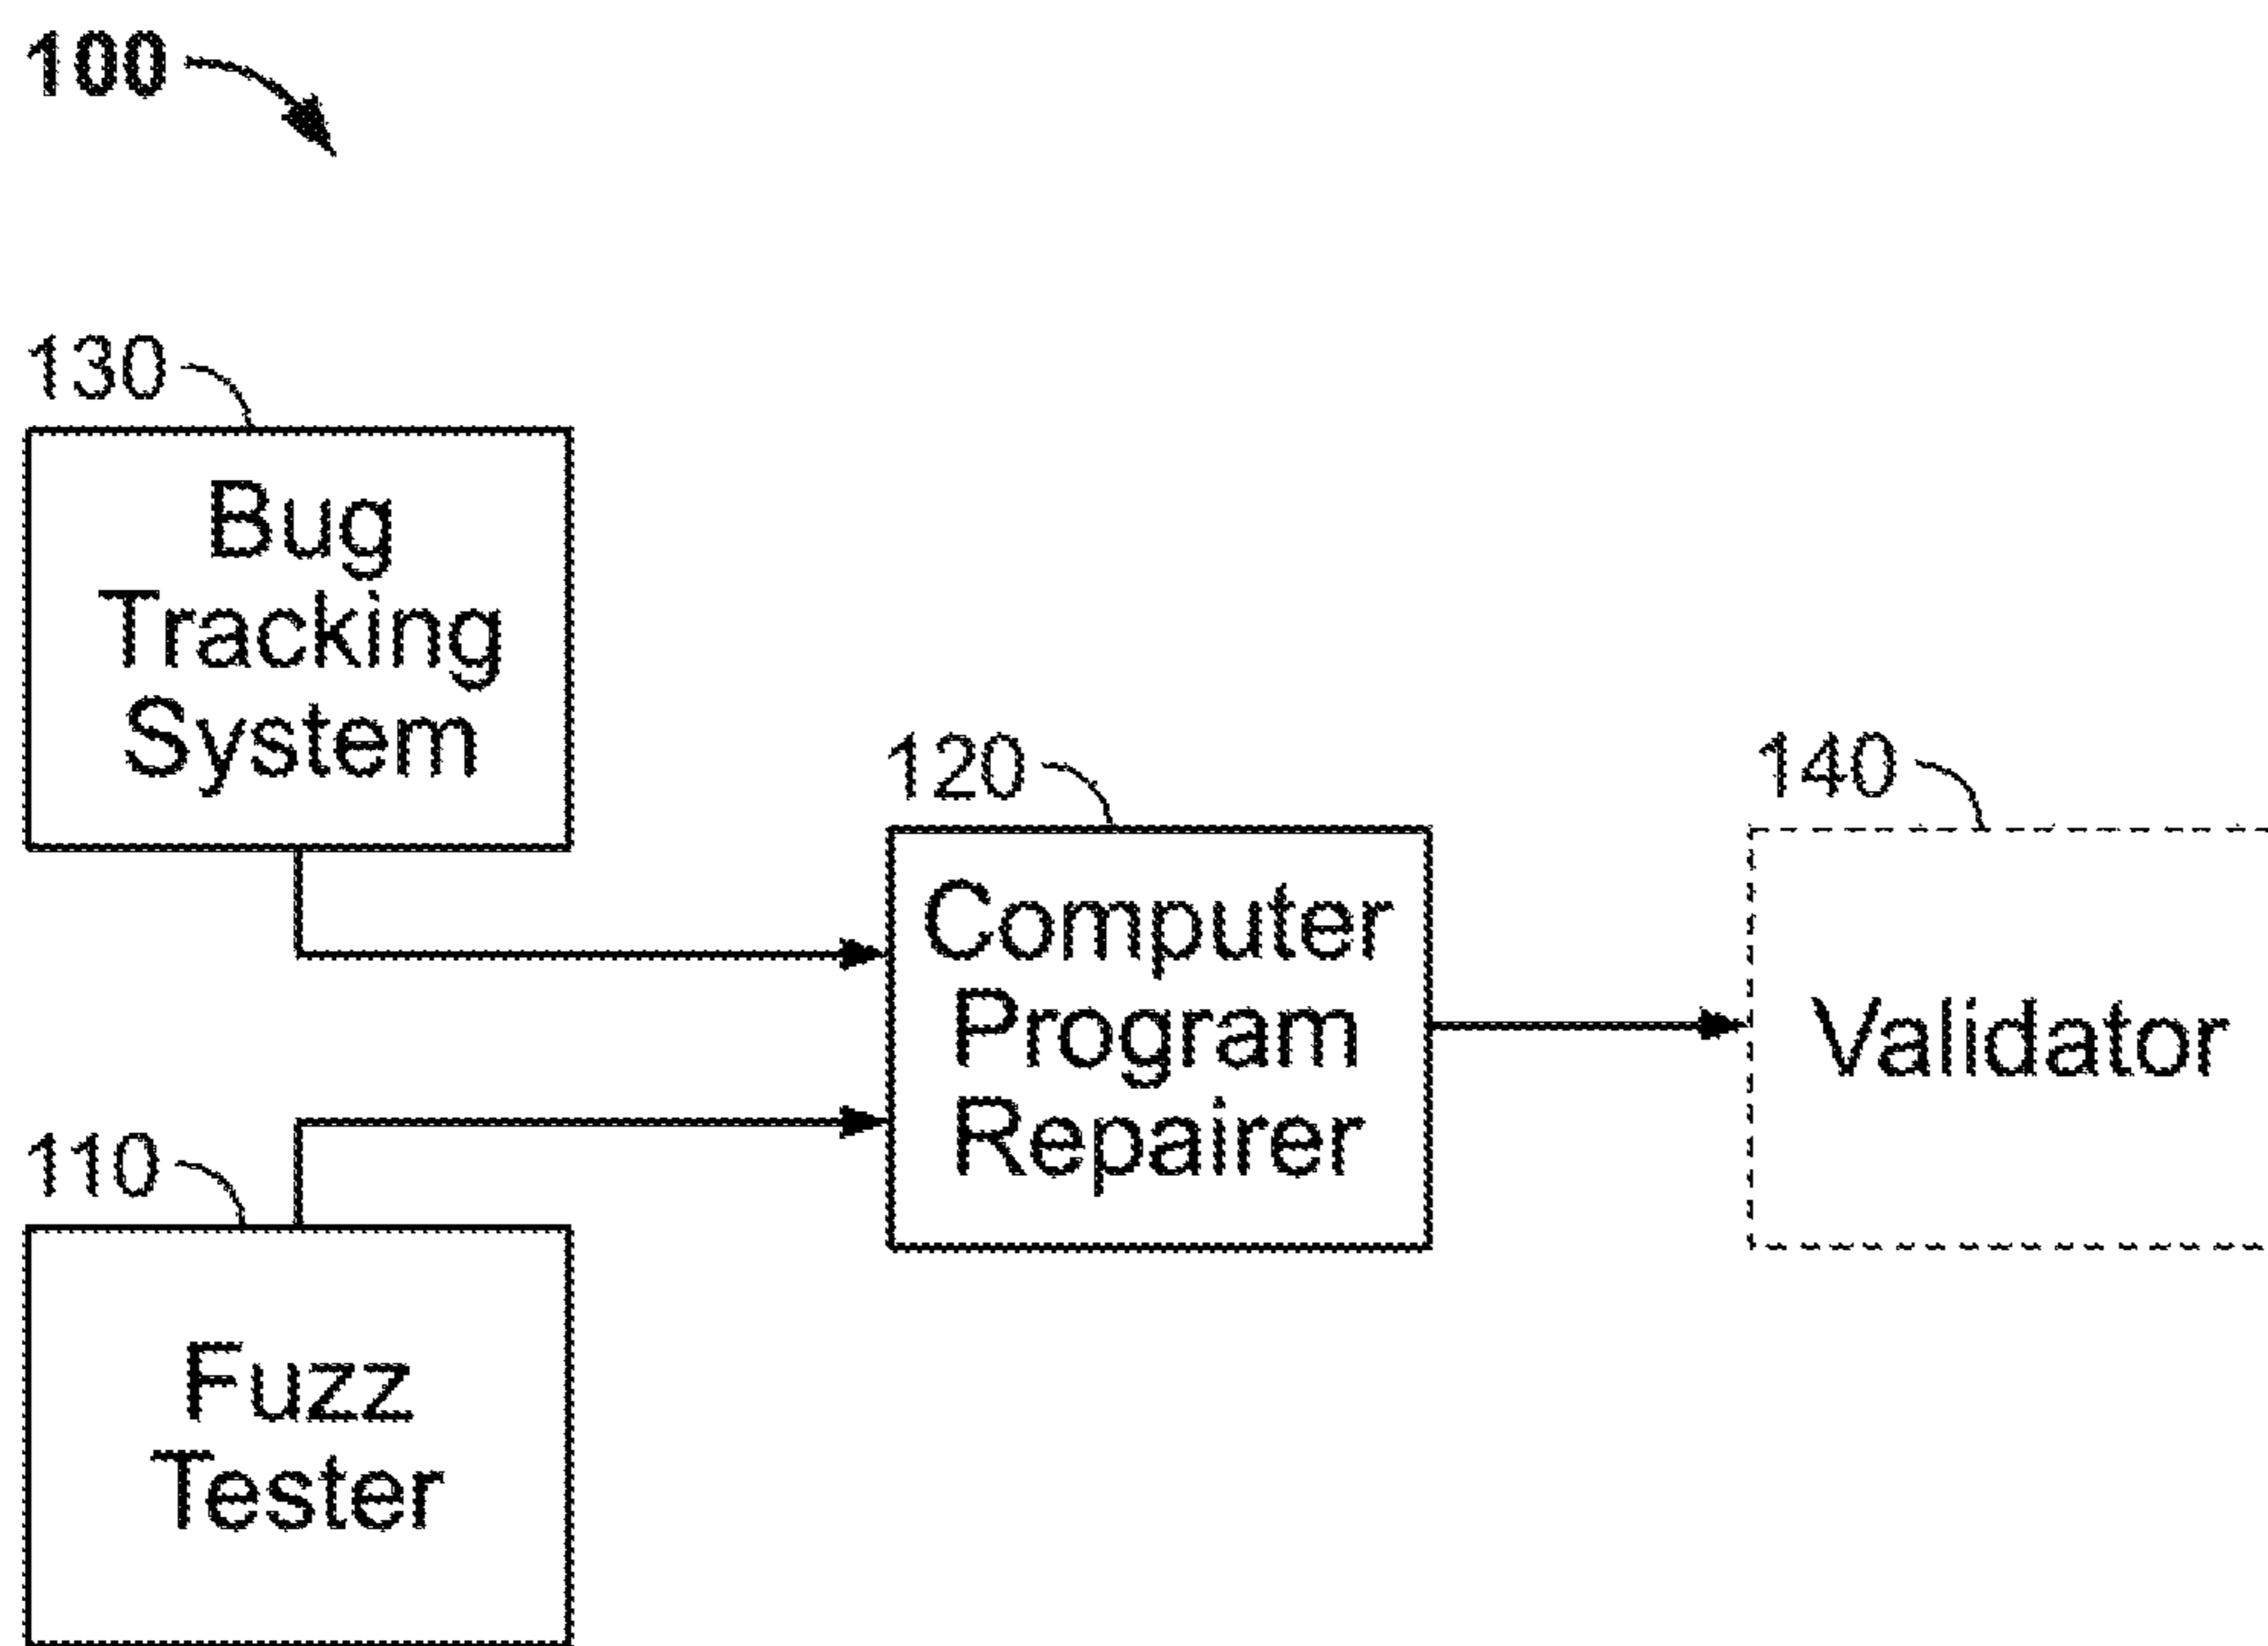 100
130
Bug
Tracking
System
120
Computer
Program
Repairer
140
Validator
110
Fuzz
Tester